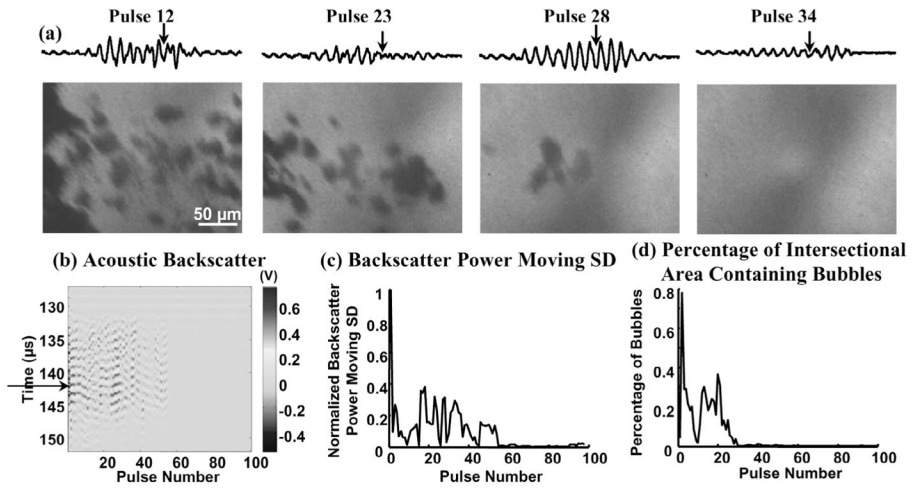 Pulse 12 Pulse 23 Pulse 28 Pulse 34
(a)
50 µm
(b) Acoustic Backscatter
(V)
130
135
140
145
150
Time (µs)
0.6
0.4
0.2
0
-0.2
-0.4
0 20 40 60 80 100
Pulse Number
(c) Backscatter Power Moving SD
Normalized Backscatter
Power Moving SD
1
0.8
0.6
0.4
0.2
0
0 20 40 60 80 100
Pulse Number
(d) Percentage of Intersectional
Area Containing Bubbles
Percentage of Bubbles
0.8
0.6
0.4
0.2
0
0 20 40 60 80 100
Pulse Number